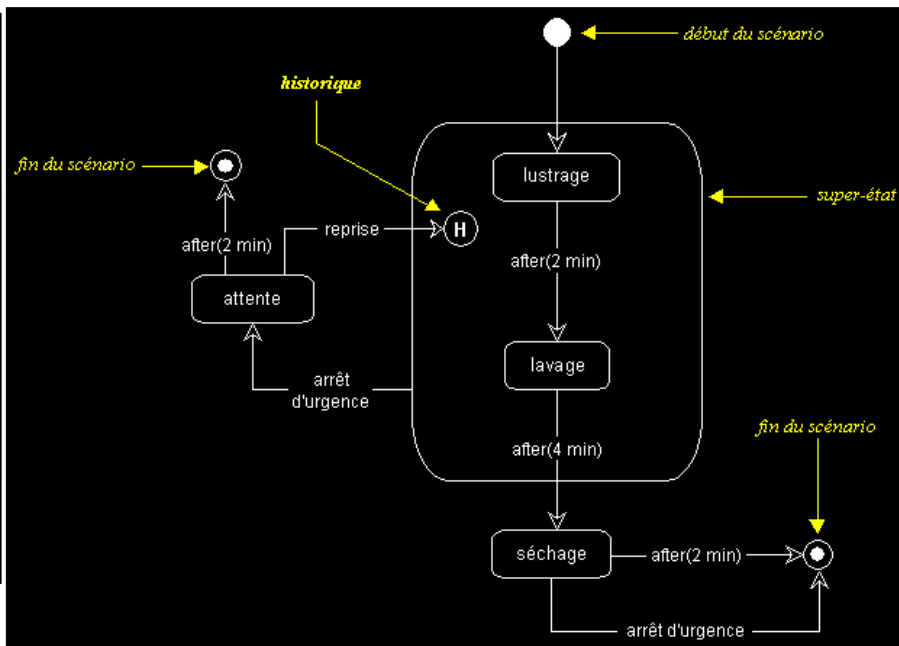 début du scénario
historique
fin du scénario
lustrage
super-état
reprise
H
after(2 min)
after(2 min)
attente
lavage
arrêt
d'urgence
fin du scénario
after(4 min)
séchage
after(2 min)
arrêt d'urgence